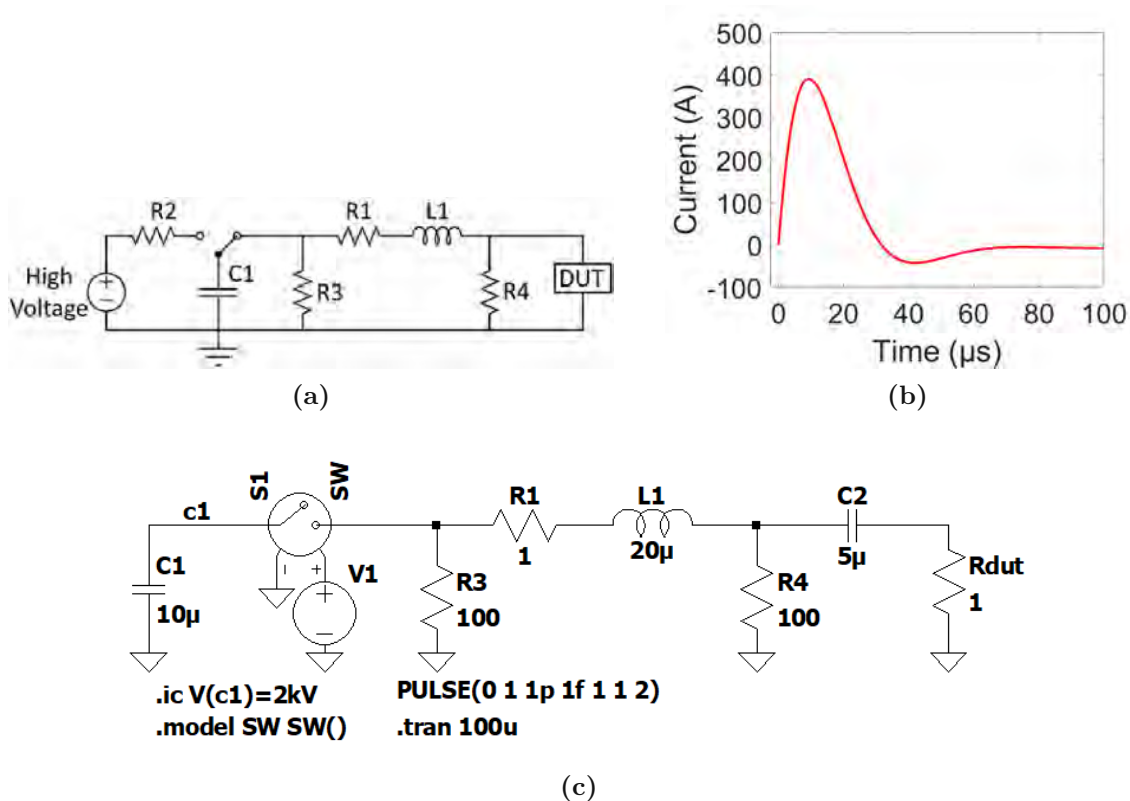 R2
R1
L1
High
Voltage
C1
R3
R4
DUT
(a)
500
400
300
200
100
0
-100
Current (A)
0 20 40 60 80 100
Time (μs)
(b)
c1
S1
SW
R1
L1
C2
1
20μ
5μ
C1
10μ
V1
R3
100
R4
100
Rdut
1
.ic V(c1)=2kV
PULSE(0 1 1p 1f 1 1 2)
.model SW SW()
.tran 100u
(c)